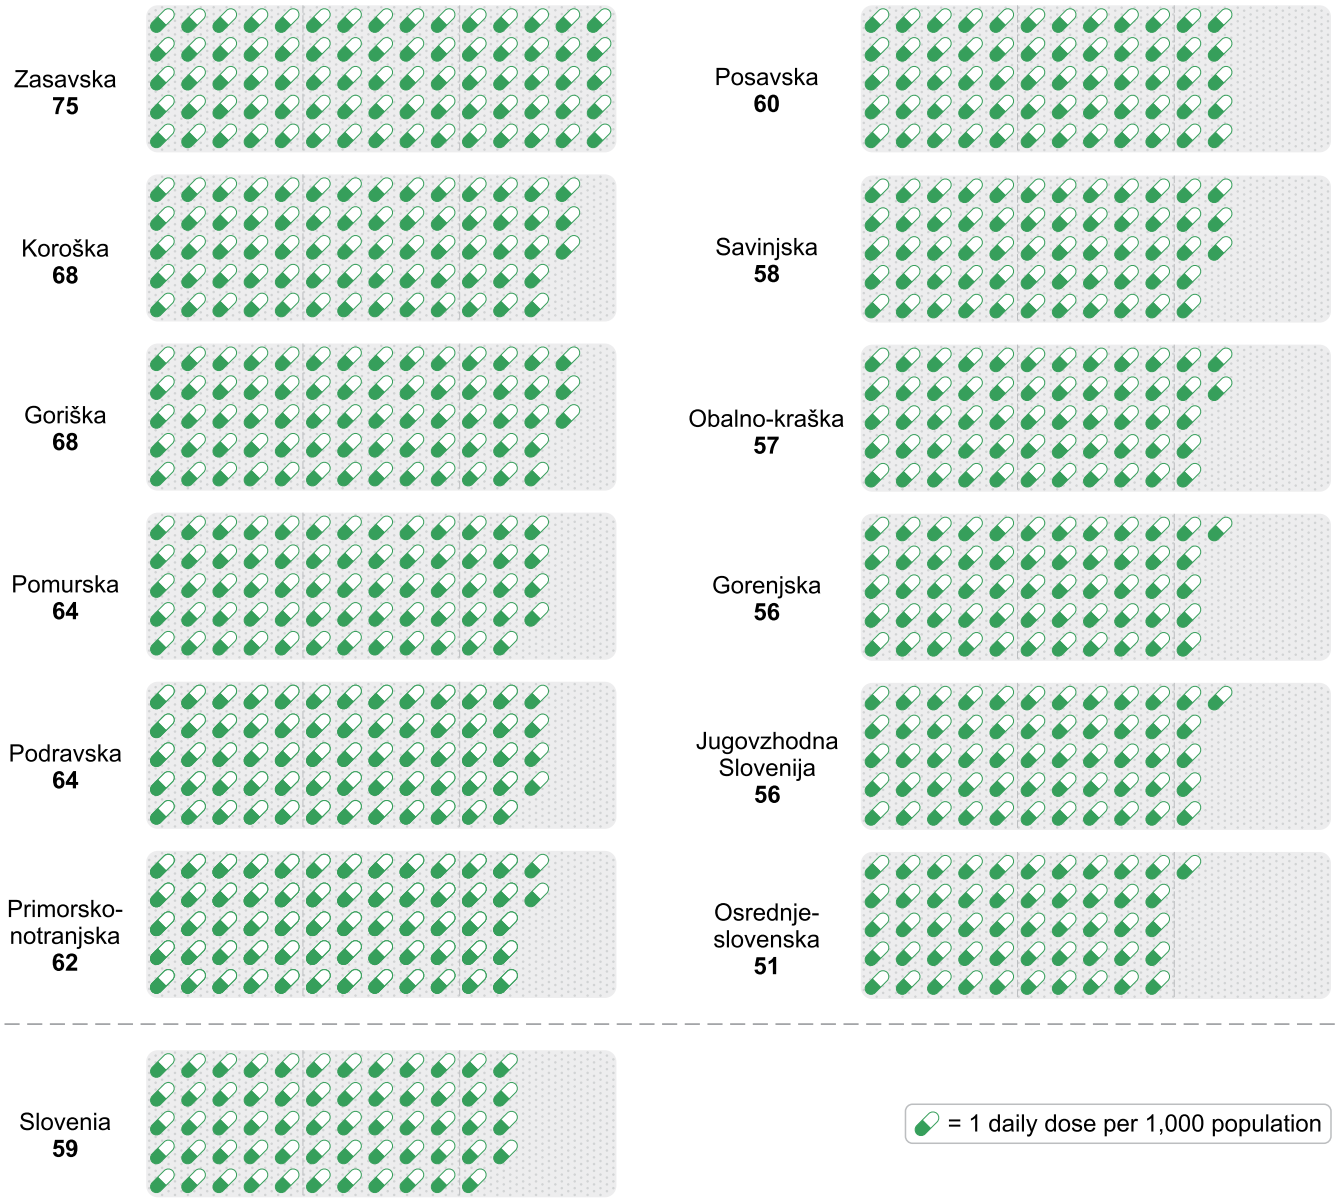 Zasavska
75
Koroška
68
Goriška
68
Pomurska
64
Podravska
64
Primorsko-
notranjska
62
Posavska
60
Savinjska
58
Obalno-kraška
57
Gorenjska
56
Jugovzhodna
Slovenija
56
Osrednje-
slovenska
51
Slovenia
59
= 1 daily dose per 1,000 population